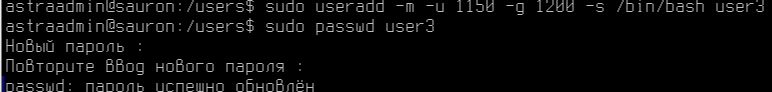 astraadmin@sauron:/users$ sudo useradd -m -u 1150 -g 1200 -s /bin/bash user3
astraadmin@sauron:/users$ sudo passwd user3
Новый пароль :
Повторите ввод нового пароля :
passwd: пароль успешно обновлён